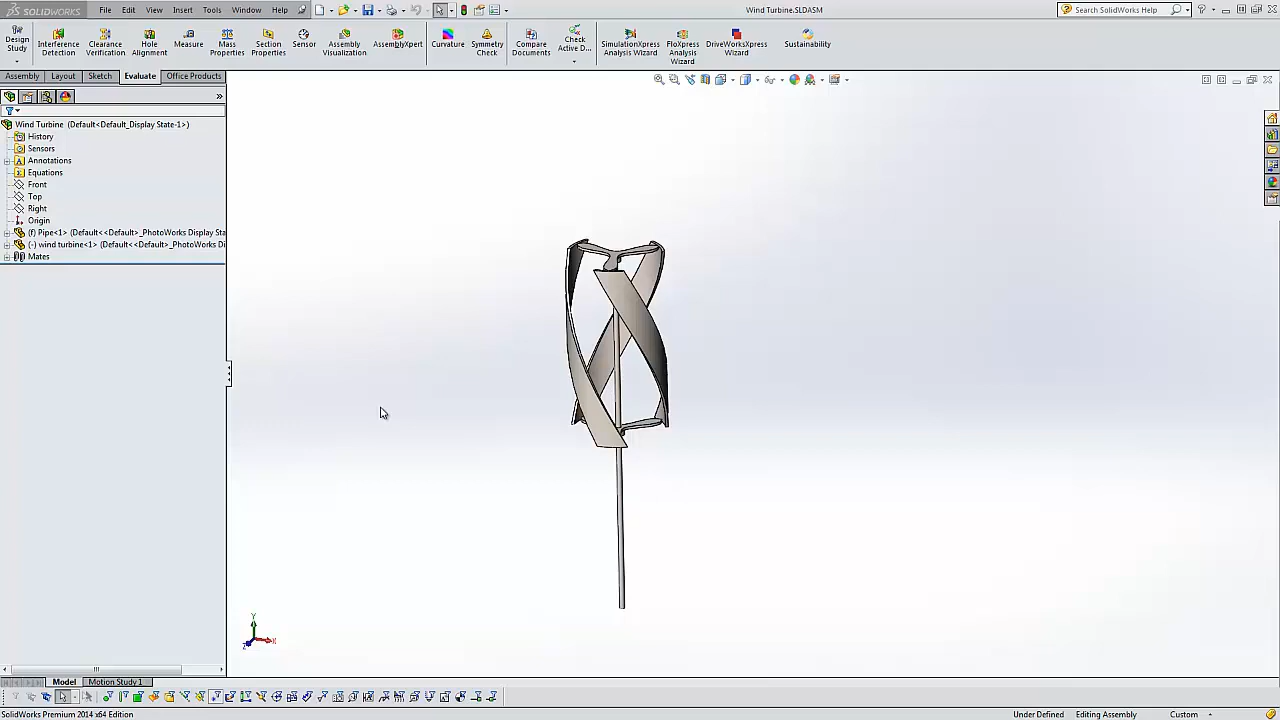 SOLIDWORKS File Edit View Insert Tools Window Help Wind Turbine.SLDASM Search SolidWorks Help
Design Study
Interference Detection
Clearance Verification
Hole Alignment
Measure
Mass Properties
Section Properties
Sensor
Assembly Visualization
AssemblyXpert
Curvature
Symmetry Check
Compare Documents
Check Active D...
SimulationXpress Analysis Wizard
FloXpress Analysis Wizard
DriveWorksXpress Wizard
Sustainability
Assembly Layout Sketch Evaluate Office Products
Wind Turbine (Default<Default_Display State-1>)
History
Sensors
Annotations
Equations
Front
Top
Right
Origin
(f) Pipe<1> (Default<<Default>_PhotoWorks Display Sta
(-) wind turbine<1> (Default<<Default>_PhotoWorks Di
Mates
Y
X
Z
Model Motion Study 1
SolidWorks Premium 2014 x64 Edition Under Defined Editing Assembly Custom